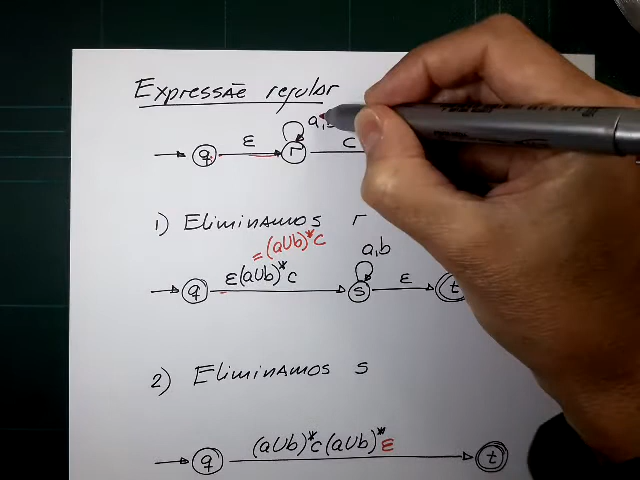 Expressão regular
ε a,b
q r c
1) Eliminamos r
=(a∪b)*c a,b
ε(a∪b)*c ε
q s t
2) Eliminamos s
(a∪b)*c(a∪b)*ε
q t